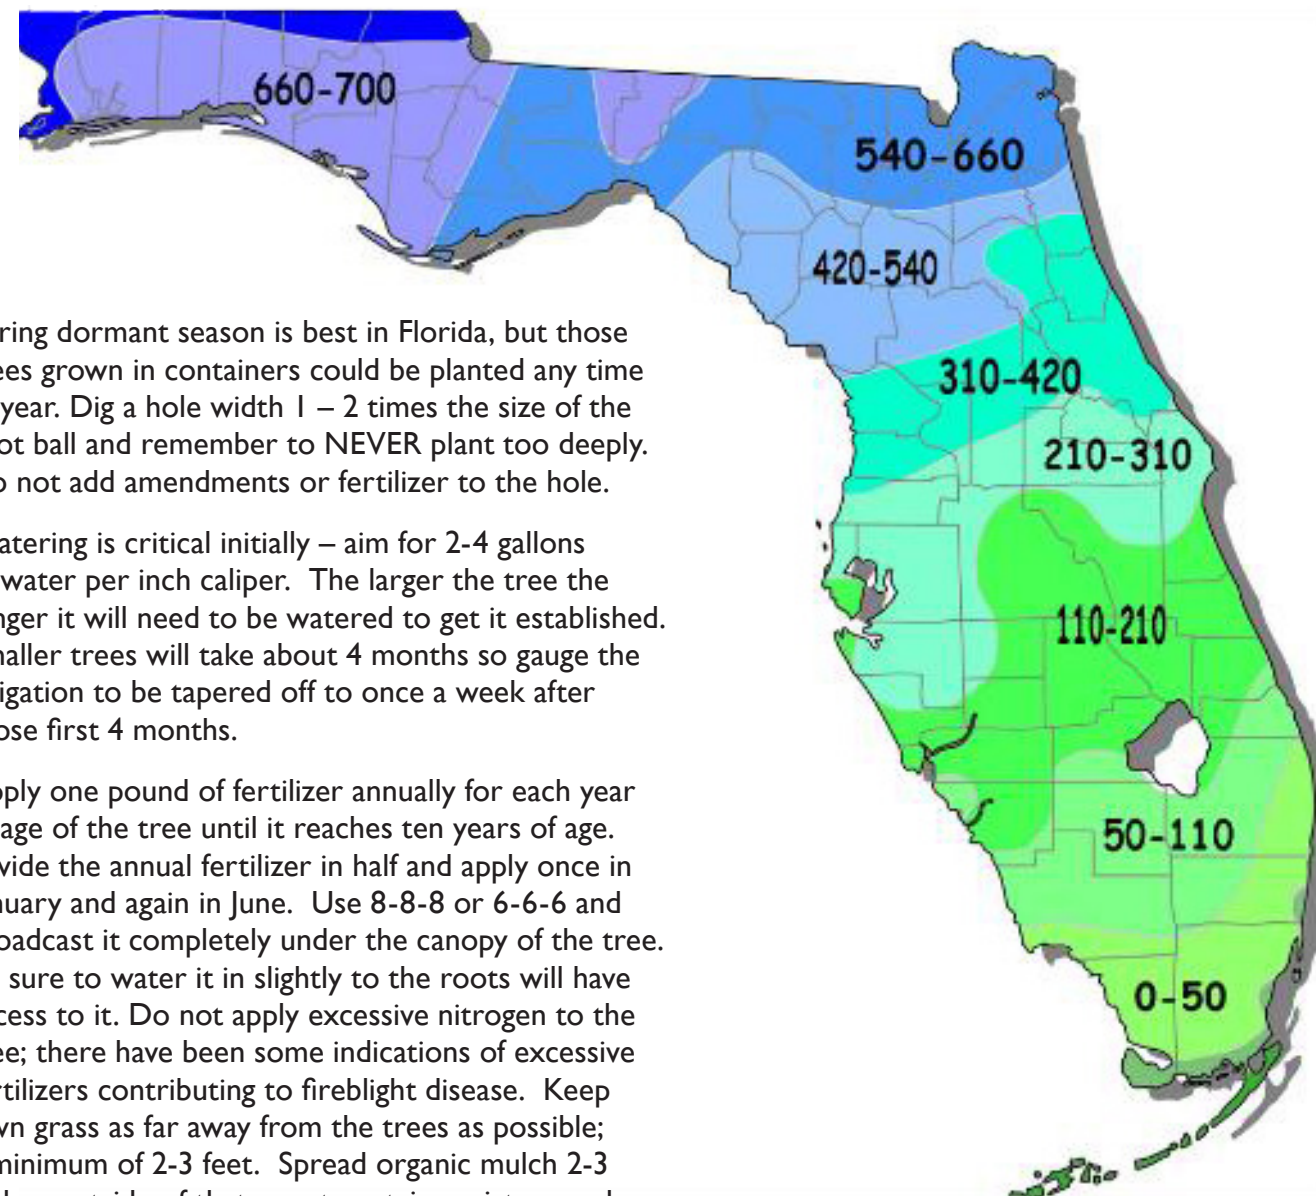 660-700
540-660
420-540
310-420
210-310
110-210
50-110
0-50
ring dormant season is best in Florida, but those
ees grown in containers could be planted any time
year. Dig a hole width 1 – 2 times the size of the
ot ball and remember to NEVER plant too deeply.
o not add amendments or fertilizer to the hole.
atering is critical initially – aim for 2-4 gallons
water per inch caliper. The larger the tree the
nger it will need to be watered to get it established.
maller trees will take about 4 months so gauge the
igation to be tapered off to once a week after
ose first 4 months.
pply one pound of fertilizer annually for each year
age of the tree until it reaches ten years of age.
vide the annual fertilizer in half and apply once in
nuary and again in June. Use 8-8-8 or 6-6-6 and
oadcast it completely under the canopy of the tree.
sure to water it in slightly to the roots will have
cess to it. Do not apply excessive nitrogen to the
ee; there have been some indications of excessive
rtilizers contributing to fireblight disease. Keep
wn grass as far away from the trees as possible;
minimum of 2-3 feet. Spread organic mulch 2-3